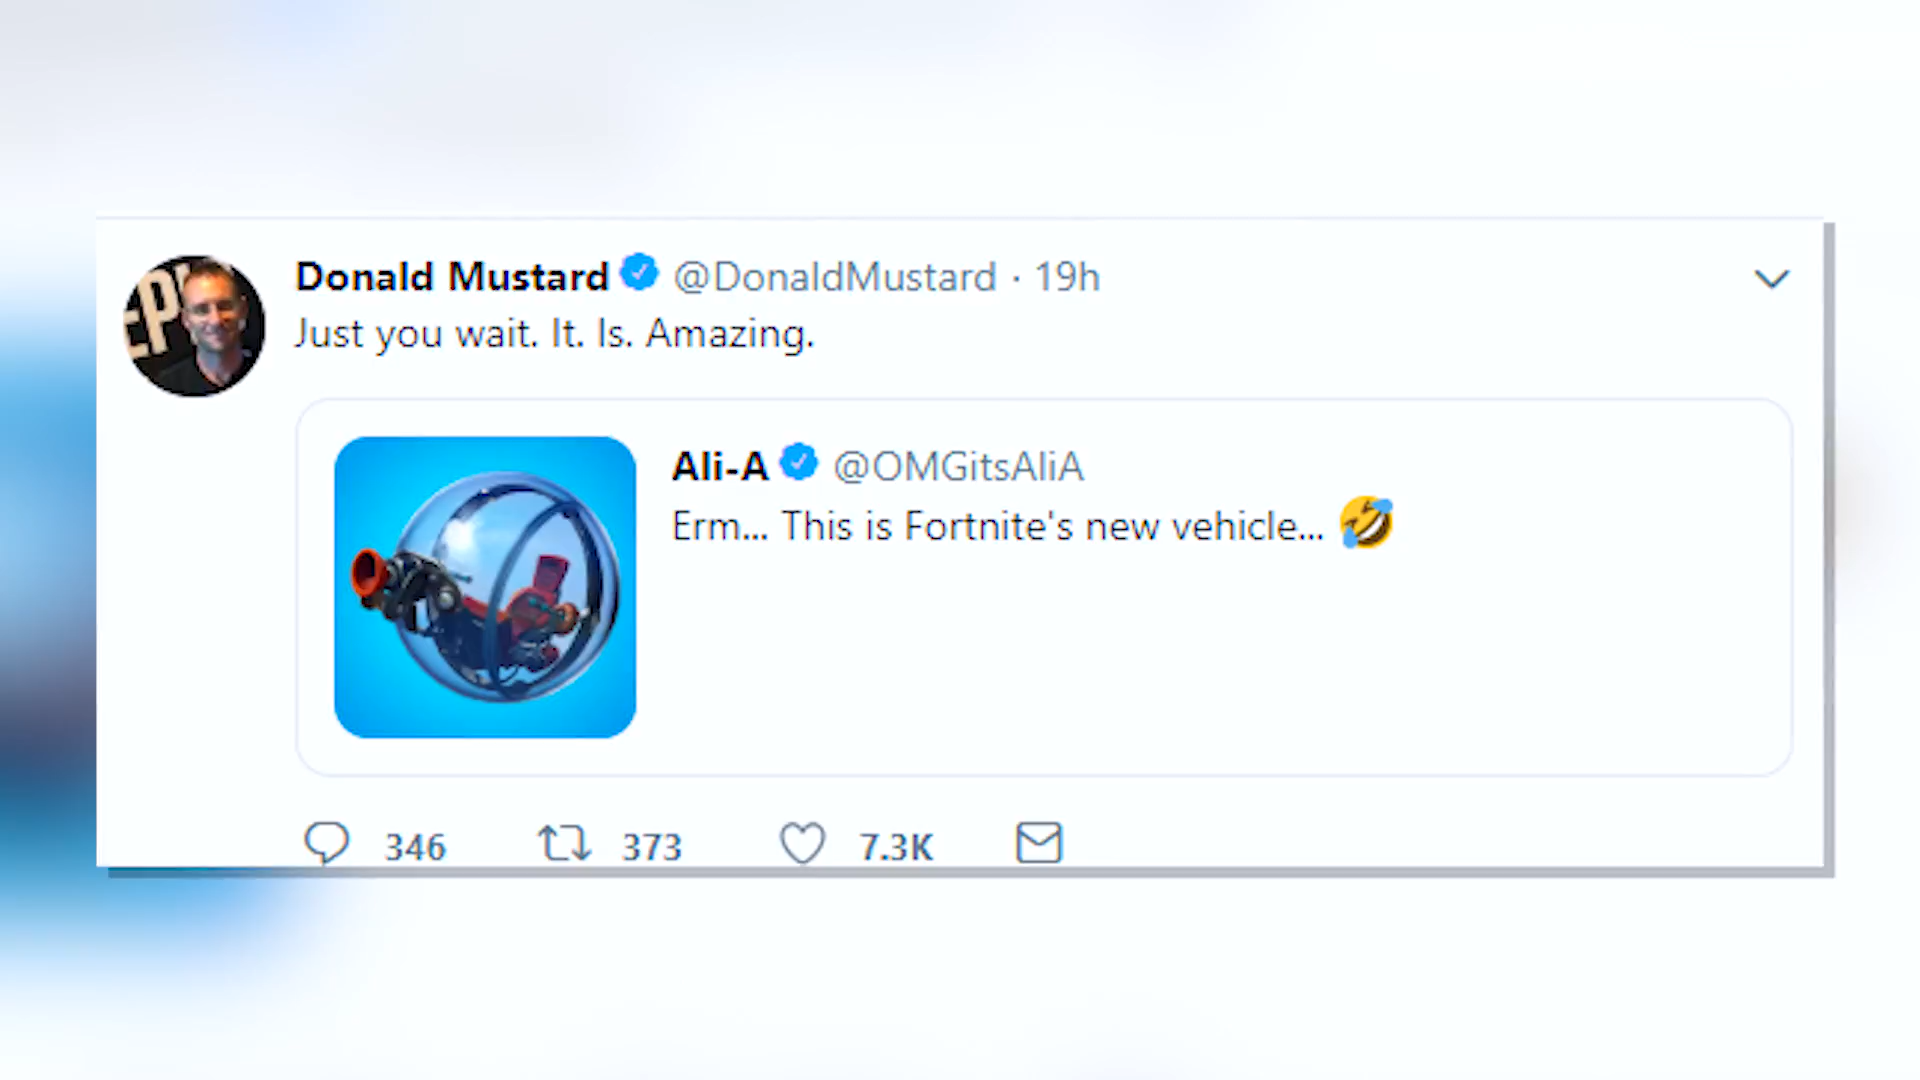 Donald Mustard @DonaldMustard · 19h
Just you wait. It. Is. Amazing.
Ali-A @OMGitsAliA
Erm... This is Fortnite's new vehicle... 🤣
346 373 7.3K